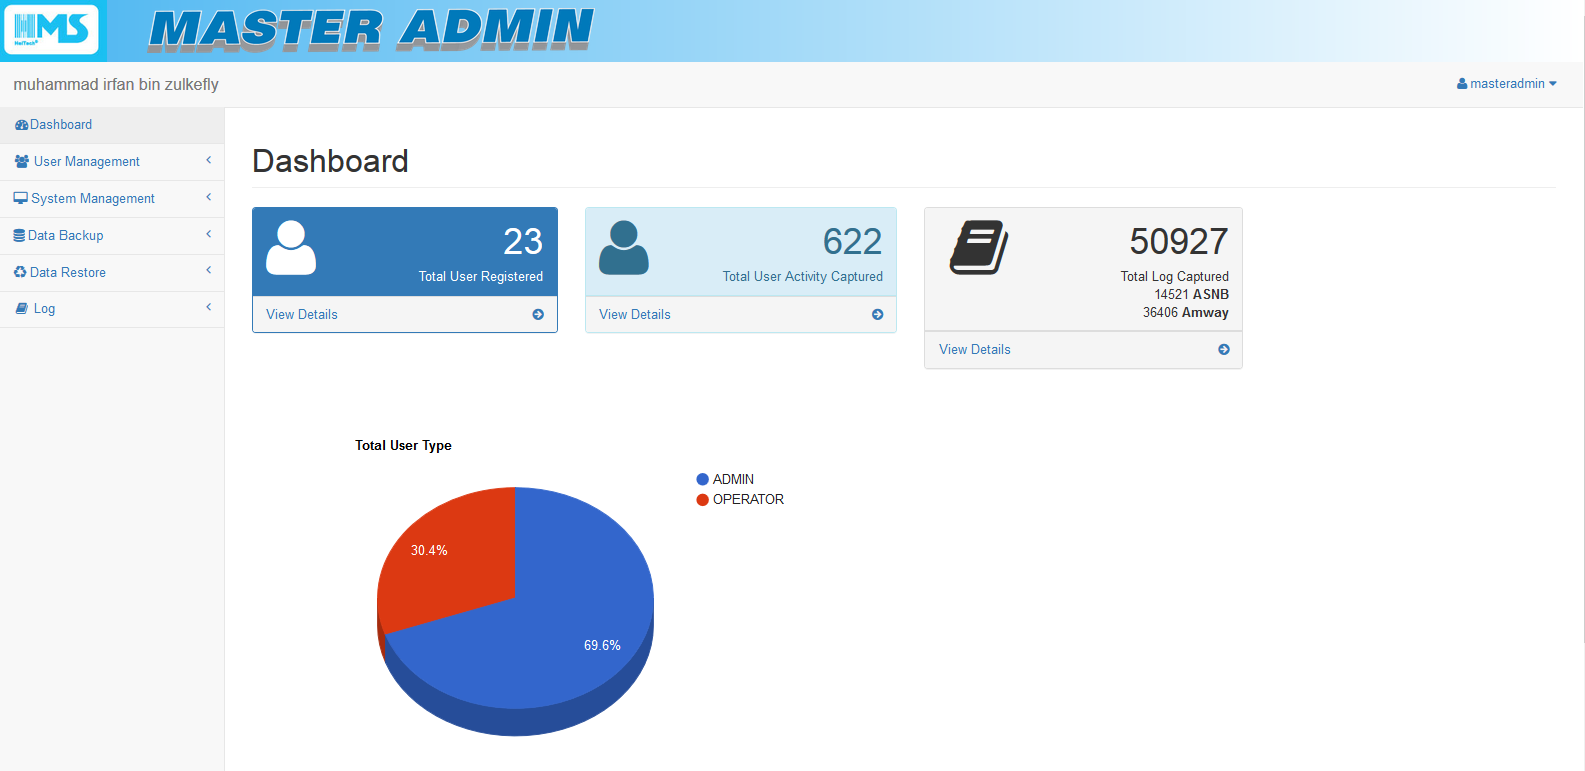 HMS
NefTech®
MASTER ADMIN
muhammad irfan bin zulkefly
masteradmin
Dashboard
User Management
System Management
Data Backup
Data Restore
Log
Dashboard
23
Total User Registered
View Details
622
Total User Activity Captured
View Details
50927
Total Log Captured
14521 ASNB
36406 Amway
View Details
Total User Type
ADMIN
OPERATOR
30.4%
69.6%